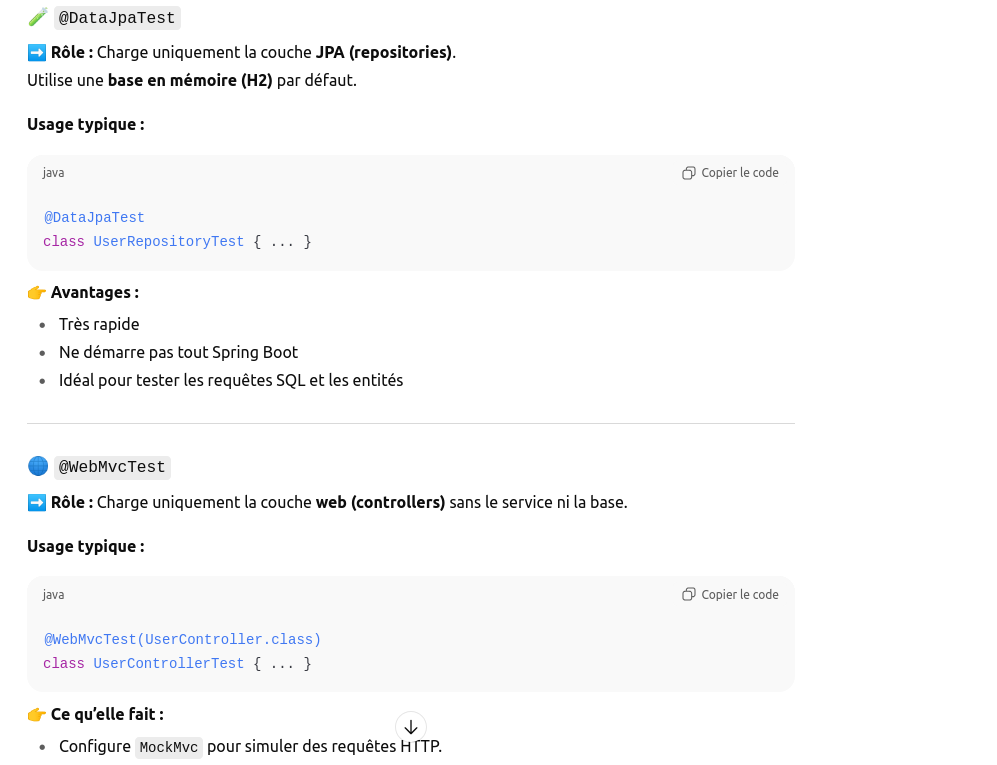 🧪 @DataJpaTest
➡️ Rôle : Charge uniquement la couche JPA (repositories).
Utilise une base en mémoire (H2) par défaut.
Usage typique :
java Copier le code
@DataJpaTest
class UserRepositoryTest { ... }
👉 Avantages :
• Très rapide
• Ne démarre pas tout Spring Boot
• Idéal pour tester les requêtes SQL et les entités
🌐 @WebMvcTest
➡️ Rôle : Charge uniquement la couche web (controllers) sans le service ni la base.
Usage typique :
java Copier le code
@WebMvcTest(UserController.class)
class UserControllerTest { ... }
👉 Ce qu’elle fait :
• Configure MockMvc pour simuler des requêtes HTTP.